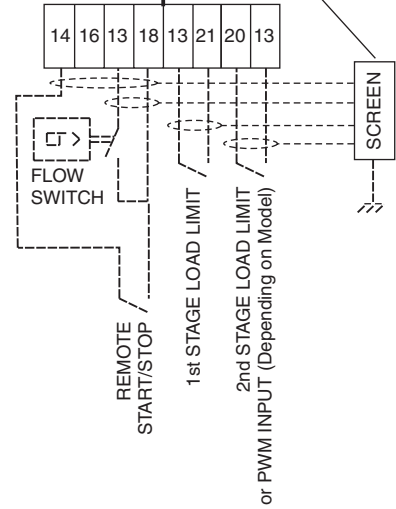 14 16 13 18 13 21 20 13
SCREEN
FLOW
SWITCH
REMOTE
START/STOP
1st STAGE LOAD LIMIT
2nd STAGE LOAD LIMIT
or PWM INPUT (Depending on Model)